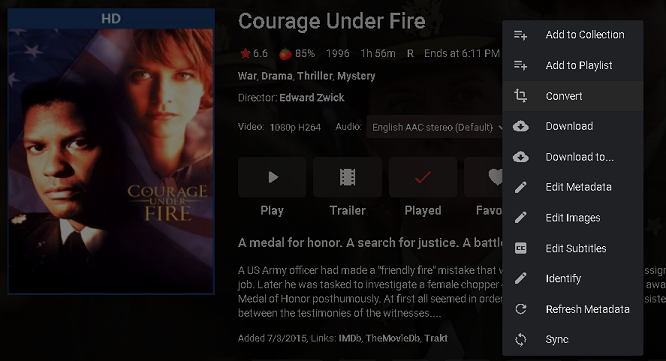 HD
COURAGE
UNDER
FIRE
Courage Under Fire
6.6 85% 1996 1h 56m R Ends at 6:11 PM
War, Drama, Thriller, Mystery
Director: Edward Zwick
Video: 1080p H264 Audio: English AAC stereo (Default)
Play
Trailer
Played
Favo
A medal for honor. A search for justice. A battl
A US Army officer had made a "friendly fire" mistake that w assign
job. Later he was tasked to investigate a female chopper awa
Medal of Honor posthumously. At first all seemed in order siste
between the testimonies of the witnesses....
Added 7/3/2015, Links: IMDb, TheMovieDb, Trakt
Add to Collection
Add to Playlist
Convert
Download
Download to...
Edit Metadata
Edit Images
CC Edit Subtitles
Identify
Refresh Metadata
Sync